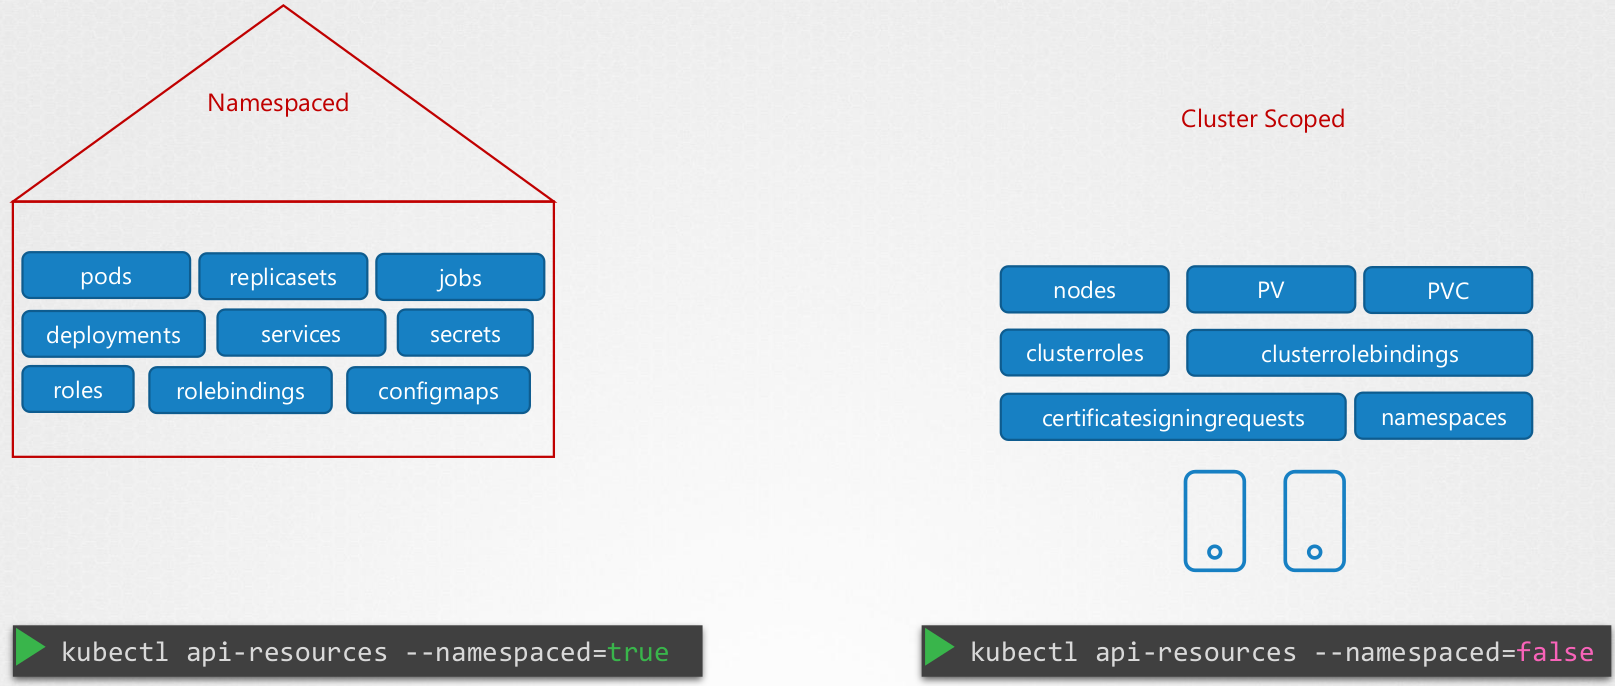 Namespaced
pods replicasets jobs
deployments services secrets
roles rolebindings configmaps
kubectl api-resources --namespaced=true
Cluster Scoped
nodes PV PVC
clusterroles clusterrolebindings
certificatesigningrequests namespaces
kubectl api-resources --namespaced=false